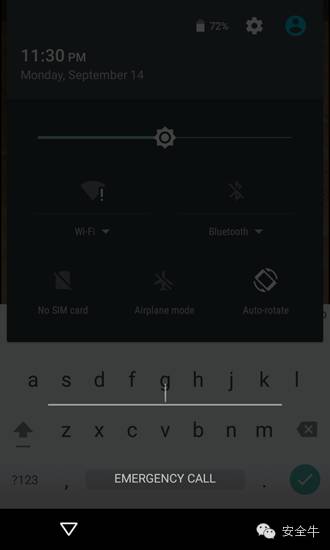 72%
11:30 PM
Monday, September 14
Wi-Fi
Bluetooth
No SIM card
Airplane mode
Auto-rotate
a s d f g h j k l
z x c v b n m
?123 , EMERGENCY CALL .
安全牛